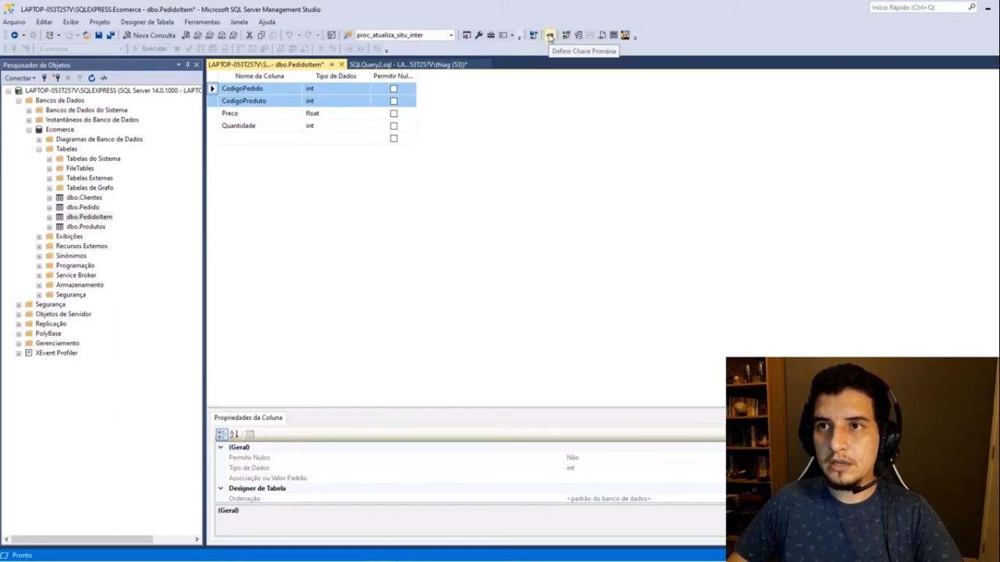 LAPTOP-053T257V\SQLEXPRESS.Ecomerce - dbo.PedidoItem* - Microsoft SQL Server Management Studio
Início Rápido (Ctrl+Q)
Arquivo Editar Exibir Projeto Designer de Tabela Ferramentas Janela Ajuda
Nova Consulta proc_atualiza_situ_inter
Ecomerce Executar
Definir Chave Primária
Pesquisador de Objetos
LAPTOP-053T257V\S...- dbo.PedidoItem* SQLQuery2.sql - LA...53T257V\thiag (53))*
Conectar
Nome da Coluna Tipo de Dados Permitir Nul...
LAPTOP-053T257V\SQLEXPRESS (SQL Server 14.0.1000 - LAPTC
CodigoPedido int
CodigoProduto int
Preco float
Quantidade int
Bancos de Dados
Bancos de Dados do Sistema
Instantâneos do Banco de Dados
Ecomerce
Diagramas de Banco de Dados
Tabelas
Tabelas do Sistema
FileTables
Tabelas Externas
Tabelas de Grafo
dbo.Clientes
dbo.Pedido
dbo.PedidoItem
dbo.Produtos
Exibições
Recursos Externos
Sinônimos
Programação
Service Broker
Armazenamento
Segurança
Segurança
Objetos de Servidor
Replicação
PolyBase
Gerenciamento
XEvent Profiler
Propriedades da Coluna
(Geral)
Permitir Nulos Não
Tipo de Dados int
Associação ou Valor Padrão
Designer de Tabela
Ordenação <padrão do banco de dados>
(Geral)
Pronto